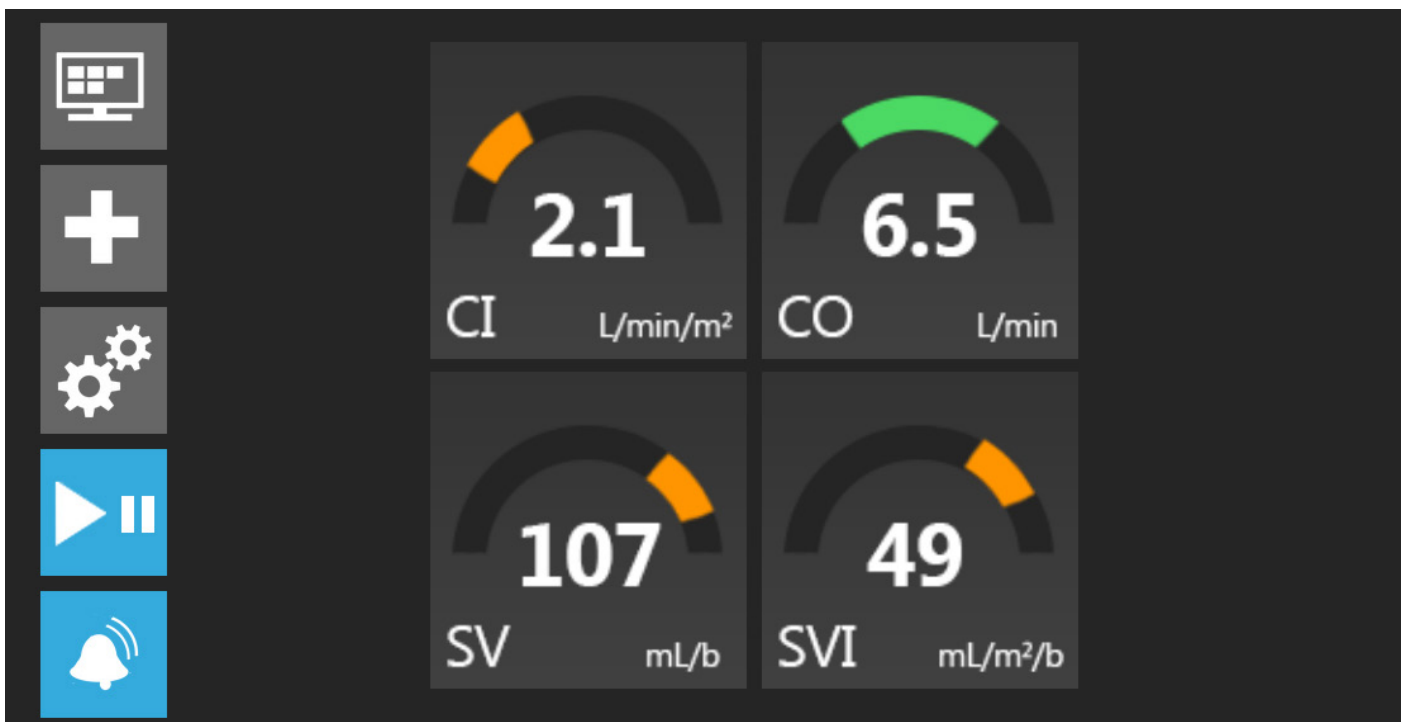 2.1
CI L/min/m²
6.5
CO L/min
107
SV mL/b
49
SVI mL/m²/b